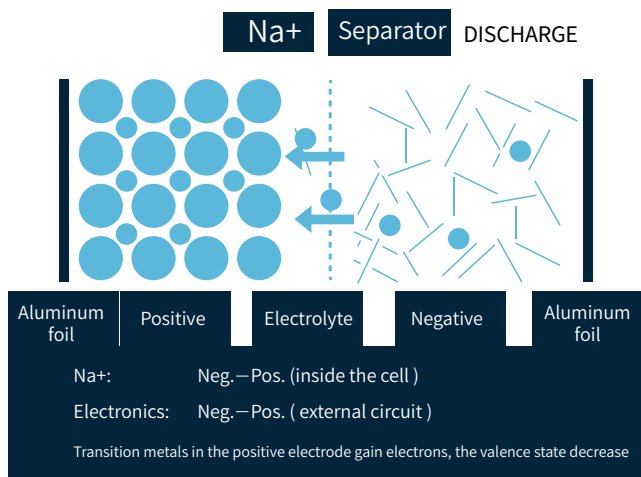 Na+ Separator DISCHARGE
Aluminum
foil
Positive
Electrolyte
Negative
Aluminum
foil
Na+: Neg.—Pos. (inside the cell )
Electronics: Neg.—Pos. ( external circuit )
Transition metals in the positive electrode gain electrons, the valence state decrease